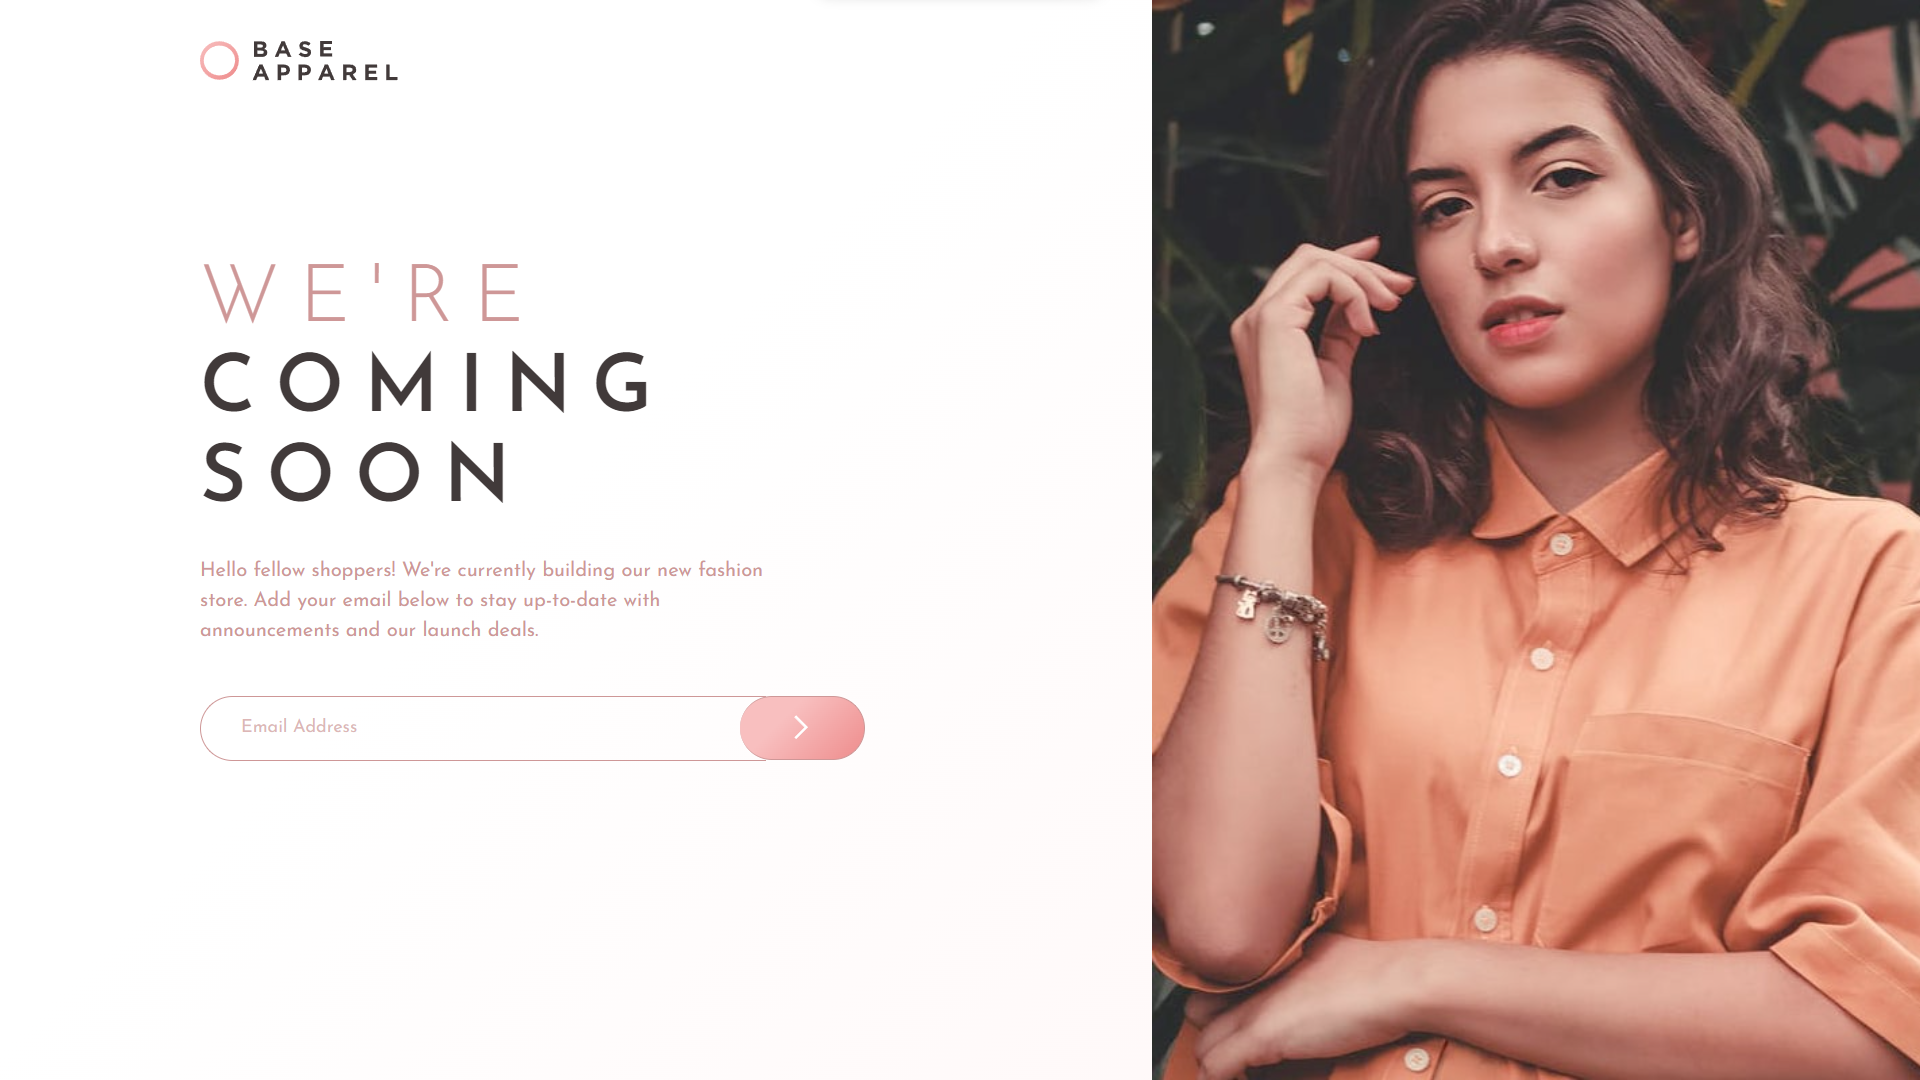 BASE
APPAREL
WE'RE
COMING
SOON
Hello fellow shoppers! We're currently building our new fashion
store. Add your email below to stay up-to-date with
announcements and our launch deals.
Email Address